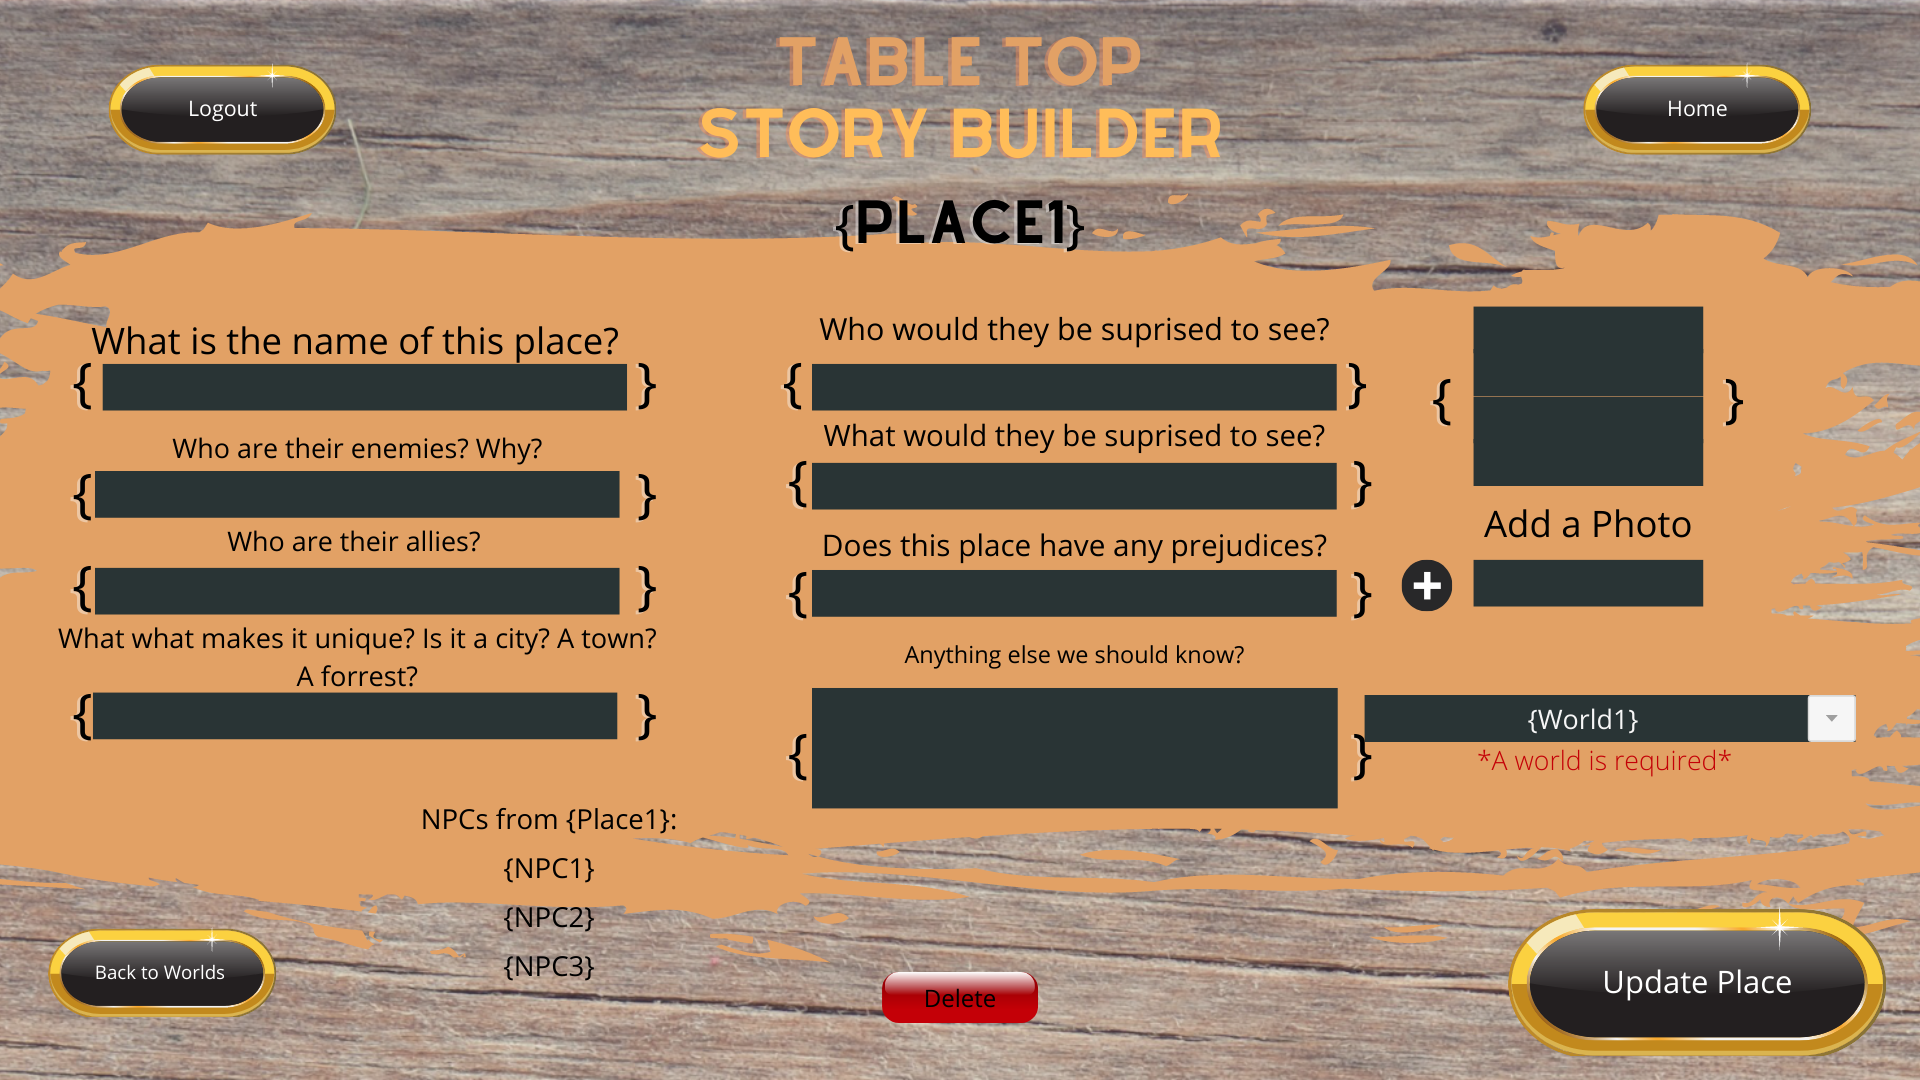 TABLE TOP
STORY BUILDER
Logout
Home
{PLACE1}
What is the name of this place?
{ }
Who are their enemies? Why?
{ }
Who are their allies?
{ }
What what makes it unique? Is it a city? A town?
A forrest?
{ }
Who would they be suprised to see?
{ }
What would they be suprised to see?
{ }
Does this place have any prejudices?
{ }
Anything else we should know?
{ }
{ }
Add a Photo
{World1}
*A world is required*
NPCs from {Place1}:
{NPC1}
{NPC2}
{NPC3}
Back to Worlds
Delete
Update Place